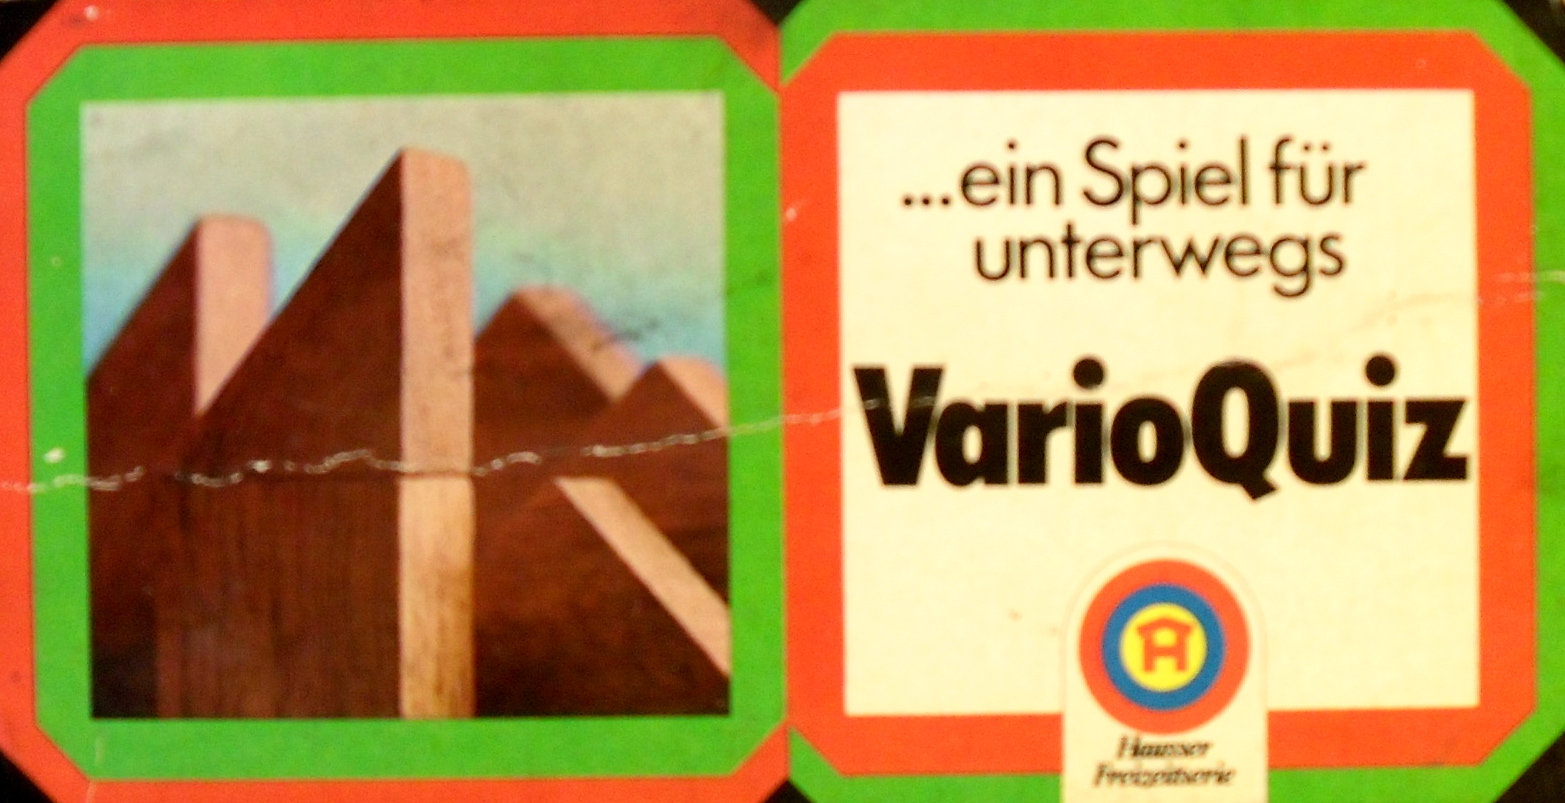 ...ein Spiel für
unterwegs
VarioQuiz
H
Hausser
Freizeitserie